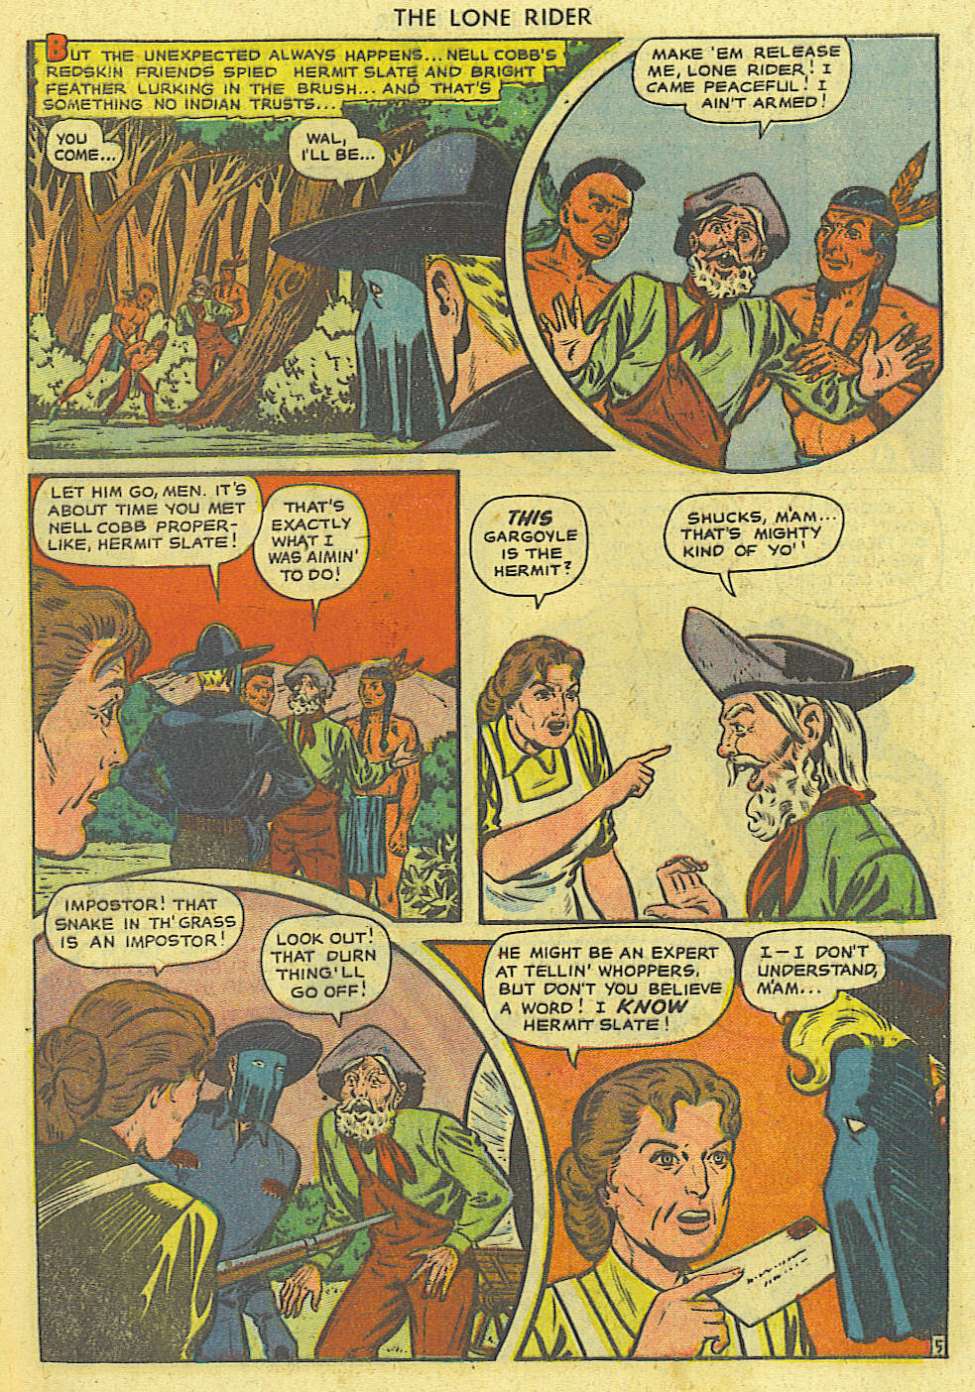 THE LONE RIDER
BUT THE UNEXPECTED ALWAYS HAPPENS... NELL COBB'S
REDSKIN FRIENDS SPIED HERMIT SLATE AND BRIGHT
FEATHER LURKING IN THE BRUSH... AND THAT'S
SOMETHING NO INDIAN TRUSTS...
YOU
COME...
WAL,
I'LL BE...
MAKE 'EM RELEASE
ME, LONE RIDER! I
CAME PEACEFUL! I
AIN'T ARMED!
LET HIM GO, MEN. IT'S
ABOUT TIME YOU MET
NELL COBB PROPER-
LIKE, HERMIT SLATE!
THAT'S
EXACTLY
WHAT I
WAS AIMIN'
TO DO!
THIS
GARGOYLE
IS THE
HERMIT?
SHUCKS, M'AM...
THAT'S MIGHTY
KIND OF YO'!
IMPOSTOR! THAT
SNAKE IN TH' GRASS
IS AN IMPOSTOR!
LOOK OUT!
THAT DURN
THING'LL
GO OFF!
HE MIGHT BE AN EXPERT
AT TELLIN' WHOPPERS,
BUT DON'T YOU BELIEVE
A WORD! I KNOW
HERMIT SLATE!
I-I DON'T
UNDERSTAND,
M'AM...
5